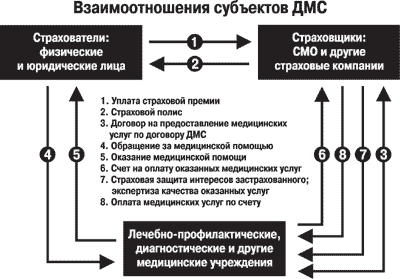 Взаимоотношения субъектов ДМС
Страхователи:
физические
и юридические лица
1
2
Страховщики:
СМО и другие
страховые компании
1. Уплата страховой премии
2. Страховой полис
3. Договор на предоставление медицинских
услуг по договору ДМС
4. Обращение за медицинской помощью
5. Оказание медицинской помощи
6. Счет на оплату оказанных медицинских услуг
7. Страховая защита интересов застрахованного;
экспертиза качества оказанных услуг
8. Оплата медицинских услуг по счету
4
5
6
8
7
3
Лечебно-профилактические,
диагностические и другие
медицинские учреждения